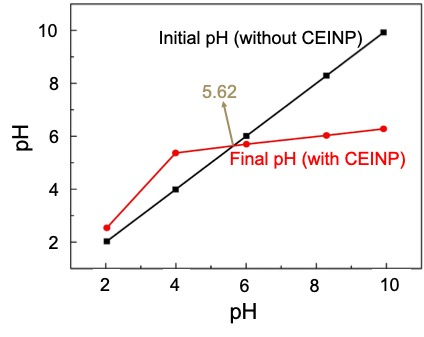 10
Initial pH (without CEINP)
8
5.62
6
Final pH (with CEINP)
4
2
pH
2 4 6 8 10
pH